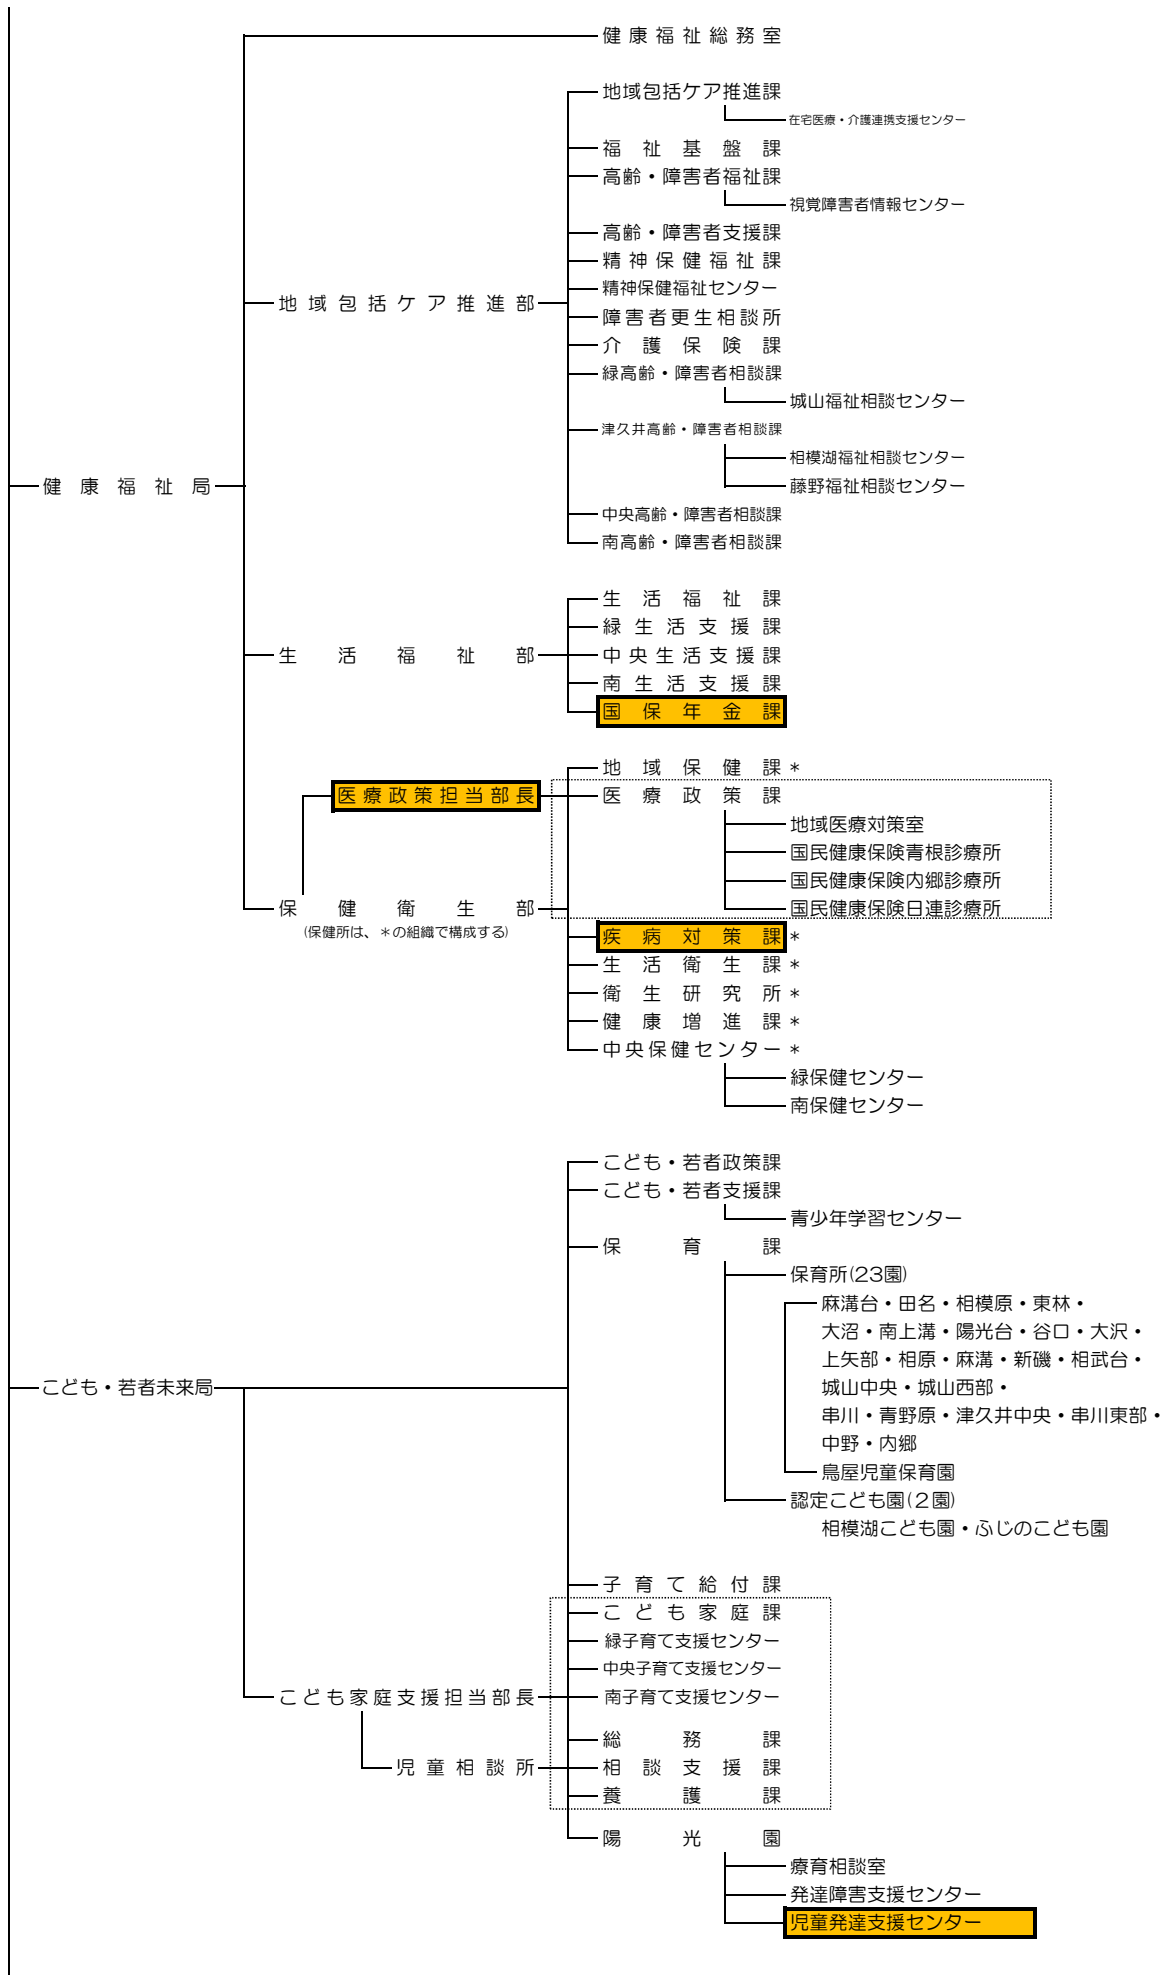 健康福祉総務室
地域包括ケア推進課
在宅医療・介護連携支援センター
福祉基盤課
高齢・障害者福祉課
視覚障害者情報センター
高齢・障害者支援課
精神保健福祉課
精神保健福祉センター
地域包括ケア推進部
障害者更生相談所
介護保険課
緑高齢・障害者相談課
城山福祉相談センター
津久井高齢・障害者相談課
相模湖福祉相談センター
健康福祉局
藤野福祉相談センター
中央高齢・障害者相談課
南高齢・障害者相談課
生活福祉課
緑生活支援課
生活福祉部
中央生活支援課
南生活支援課
国保年金課
地域保健課＊
医療政策担当部長
医療政策課
地域医療対策室
国民健康保険青根診療所
国民健康保険内郷診療所
保健衛生部
国民健康保険日連診療所
(保健所は、＊の組織で構成する)
疾病対策課＊
生活衛生課＊
衛生研究所＊
健康増進課＊
中央保健センター＊
緑保健センター
南保健センター
こども・若者政策課
こども・若者支援課
青少年学習センター
保育課
保育所(23園)
麻溝台・田名・相模原・東林・
大沼・南上溝・陽光台・谷口・大沢・
上矢部・相原・麻溝・新磯・相武台・
こども・若者未来局
城山中央・城山西部・
串川・青野原・津久井中央・串川東部・
中野・内郷
鳥屋児童保育園
認定こども園(２園)
相模湖こども園・ふじのこども園
子育て給付課
こども家庭課
緑子育て支援センター
中央子育て支援センター
こども家庭支援担当部長
南子育て支援センター
総務課
児童相談所
相談支援課
養護課
陽光園
療育相談室
発達障害支援センター
児童発達支援センター